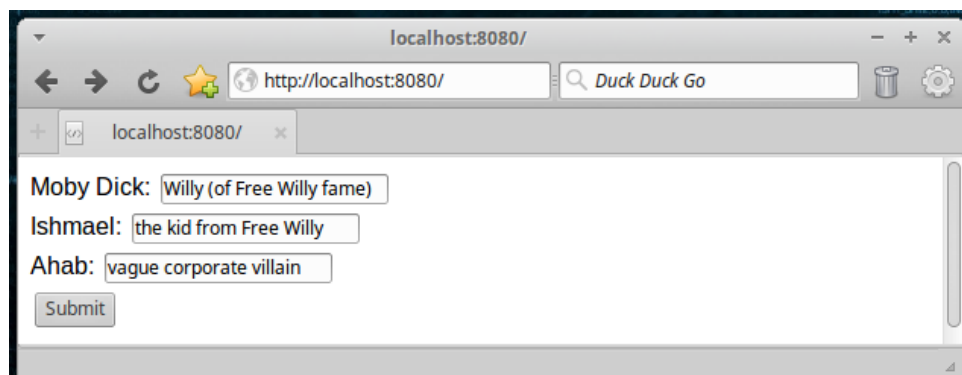 localhost:8080/
http://localhost:8080/ Duck Duck Go
localhost:8080/
Moby Dick: Willy (of Free Willy fame)
Ishmael: the kid from Free Willy
Ahab: vague corporate villain
Submit